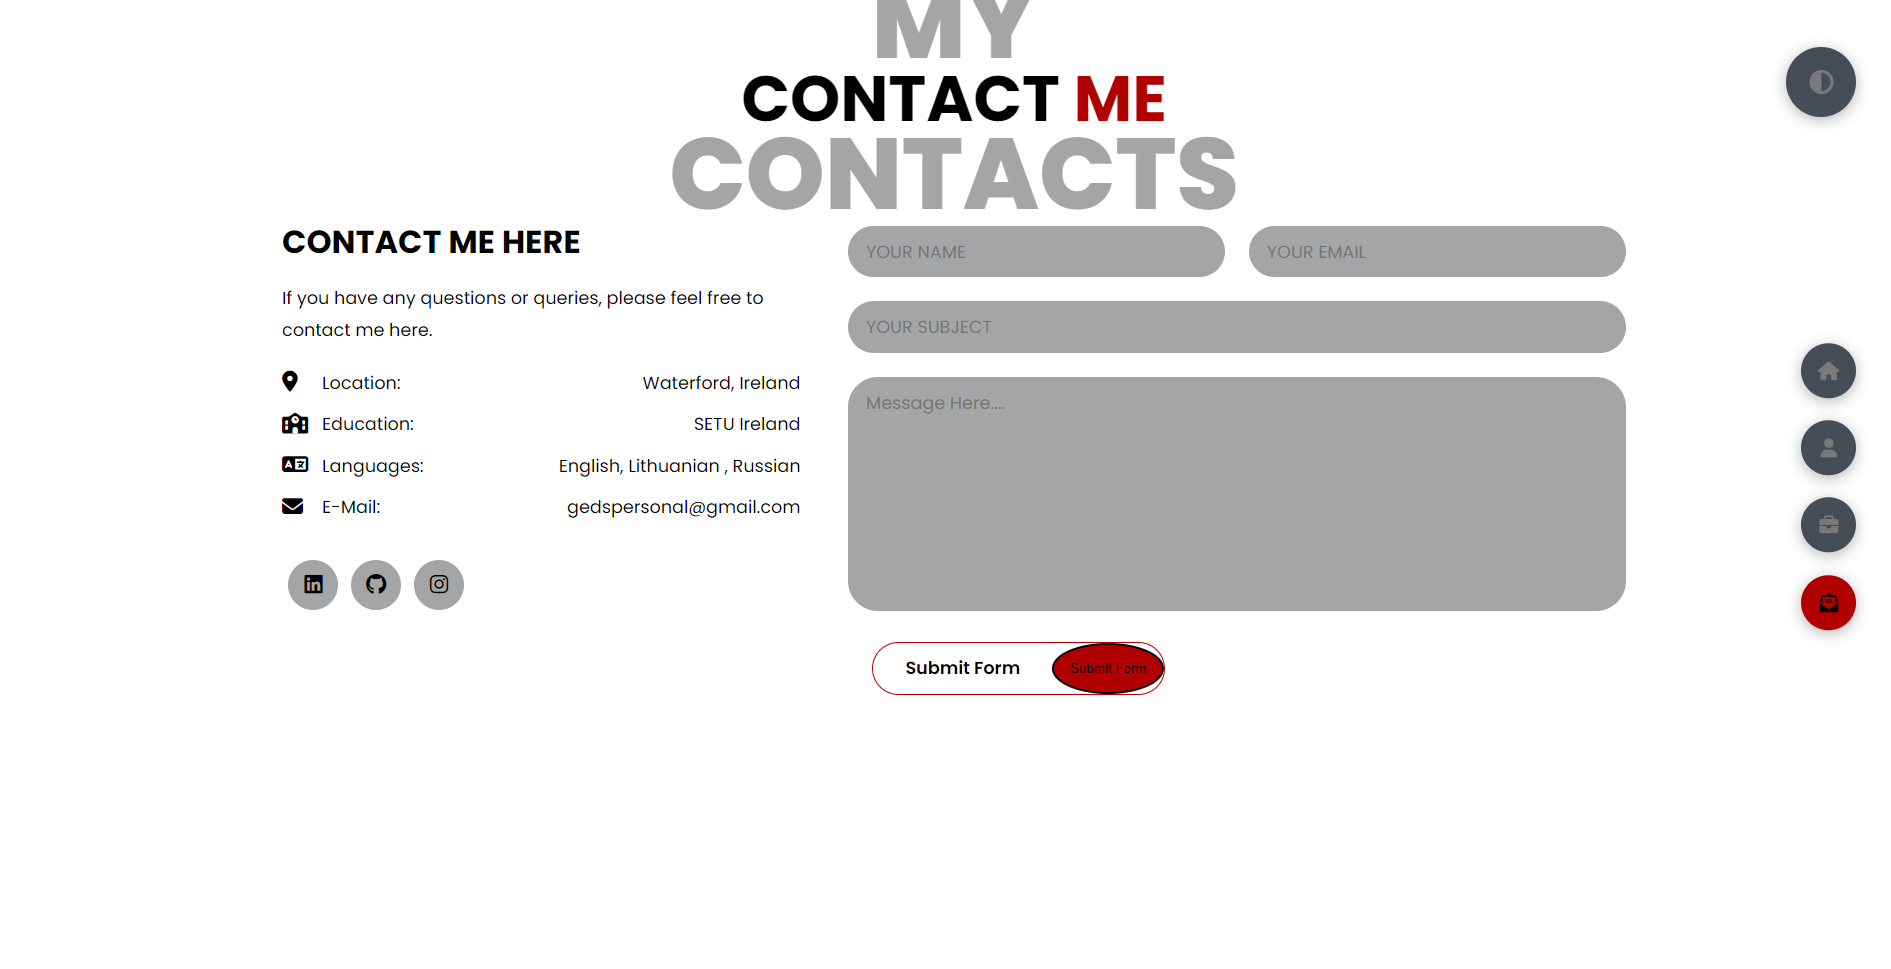 MY
CONTACT ME
CONTACTS
CONTACT ME HERE
If you have any questions or queries, please feel free to
contact me here.
Location: Waterford, Ireland
Education: SETU Ireland
Languages: English, Lithuanian , Russian
E-Mail: gedspersonal@gmail.com
YOUR NAME
YOUR EMAIL
YOUR SUBJECT
Message Here....
Submit Form
Submit Form